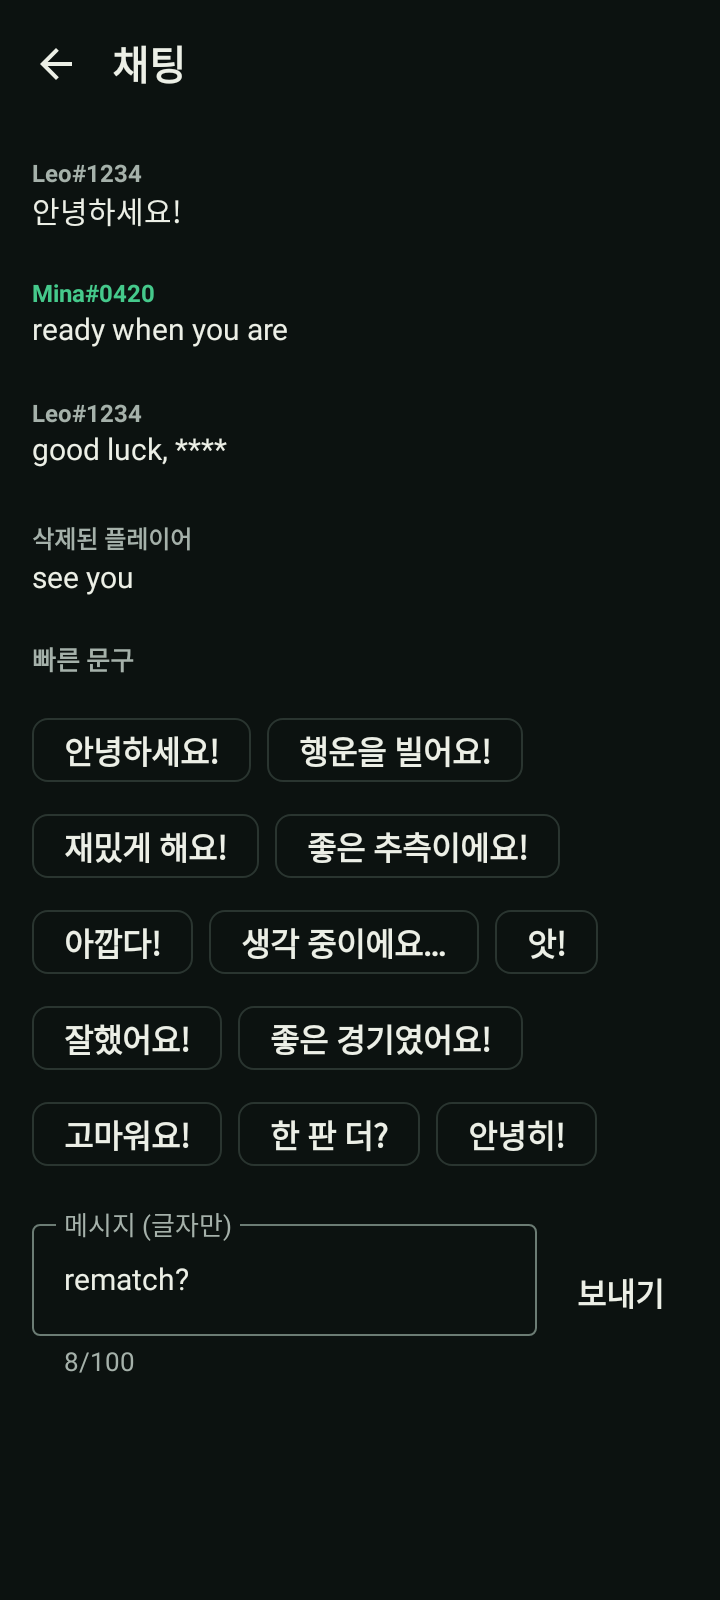 채팅
Leo#1234
안녕하세요!
Mina#0420
ready when you are
Leo#1234
good luck, ****
삭제된 플레이어
see you
빠른 문구
안녕하세요! 행운을 빌어요!
재밌게 해요! 좋은 추측이에요!
아깝다! 생각 중이에요… 앗!
잘했어요! 좋은 경기였어요!
고마워요! 한 판 더? 안녕히!
메시지 (글자만)
rematch? 보내기
8/100